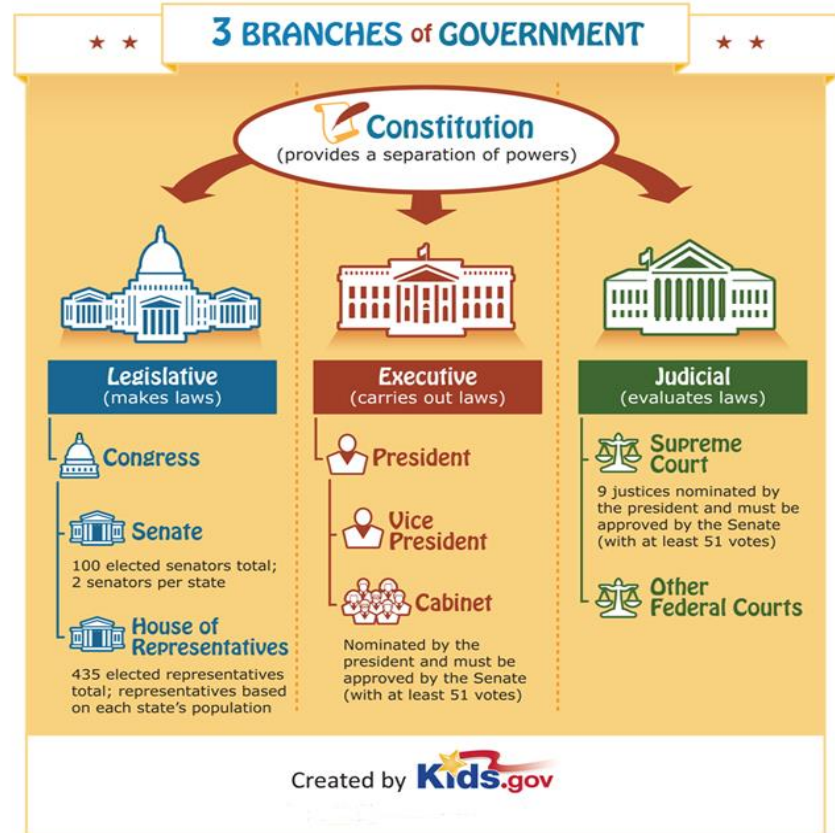 3 BRANCHES of GOVERNMENT
Constitution
(provides a separation of powers)
Legislative
(makes laws)
Congress
Senate
100 elected senators total;
2 senators per state
House of
Representatives
435 elected representatives
total; representatives based
on each state's population
Executive
(carries out laws)
President
Vice
President
Cabinet
Nominated by the
president and must be
approved by the Senate
(with at least 51 votes)
Judicial
(evaluates laws)
Supreme
Court
9 justices nominated by
the president and must be
approved by the Senate
(with at least 51 votes)
Other
Federal Courts
Created by Kids.gov